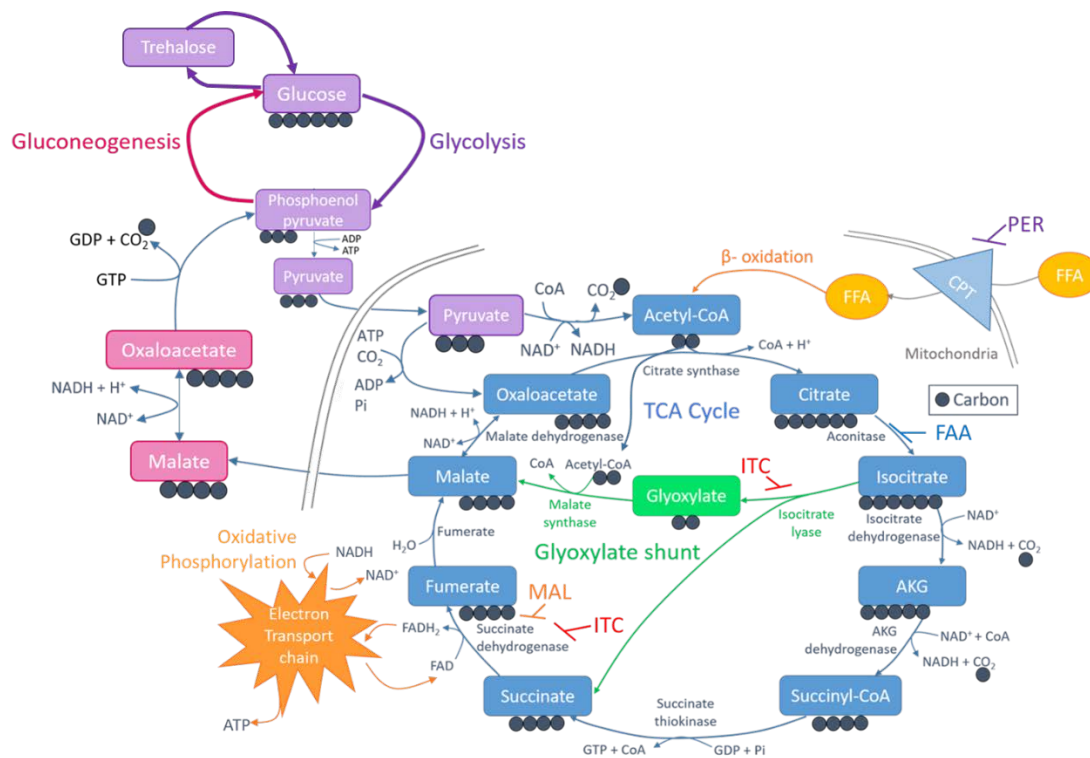 Trehalose
Glucose
Gluconeogenesis
Glycolysis
Phosphoenol
pyruvate
GDP + CO₂
GTP
ADP
ATP
Pyruvate
PER
β- oxidation
FFA
CPT
FFA
Mitochondria
Pyruvate
CoA
CO₂
NAD⁺
NADH
Acetyl-CoA
ATP
CO₂
ADP
Pi
CoA + H⁺
Citrate synthase
Oxaloacetate
NADH + H⁺
NAD⁺
Malate
Oxaloacetate
TCA Cycle
Citrate
Carbon
NADH + H⁺
NAD⁺
Malate dehydrogenase
Aconitase
FAA
Malate
CoA
Acetyl-CoA
Malate
synthase
Glyoxylate
ITC
Isocitrate
lyase
Isocitrate
Isocitrate
dehydrogenase
NAD⁺
NADH + CO₂
Glyoxylate shunt
Oxidative
Phosphorylation
NADH
NAD⁺
H₂O
Fumerate
Fumerate
MAL
ITC
Succinate
dehydrogenase
AKG
AKG
dehydrogenase
NAD⁺ + CoA
NADH + CO₂
Electron
Transport
chain
FADH₂
FAD
ATP
Succinate
Succinate
thiokinase
GTP + CoA
GDP + Pi
Succinyl-CoA